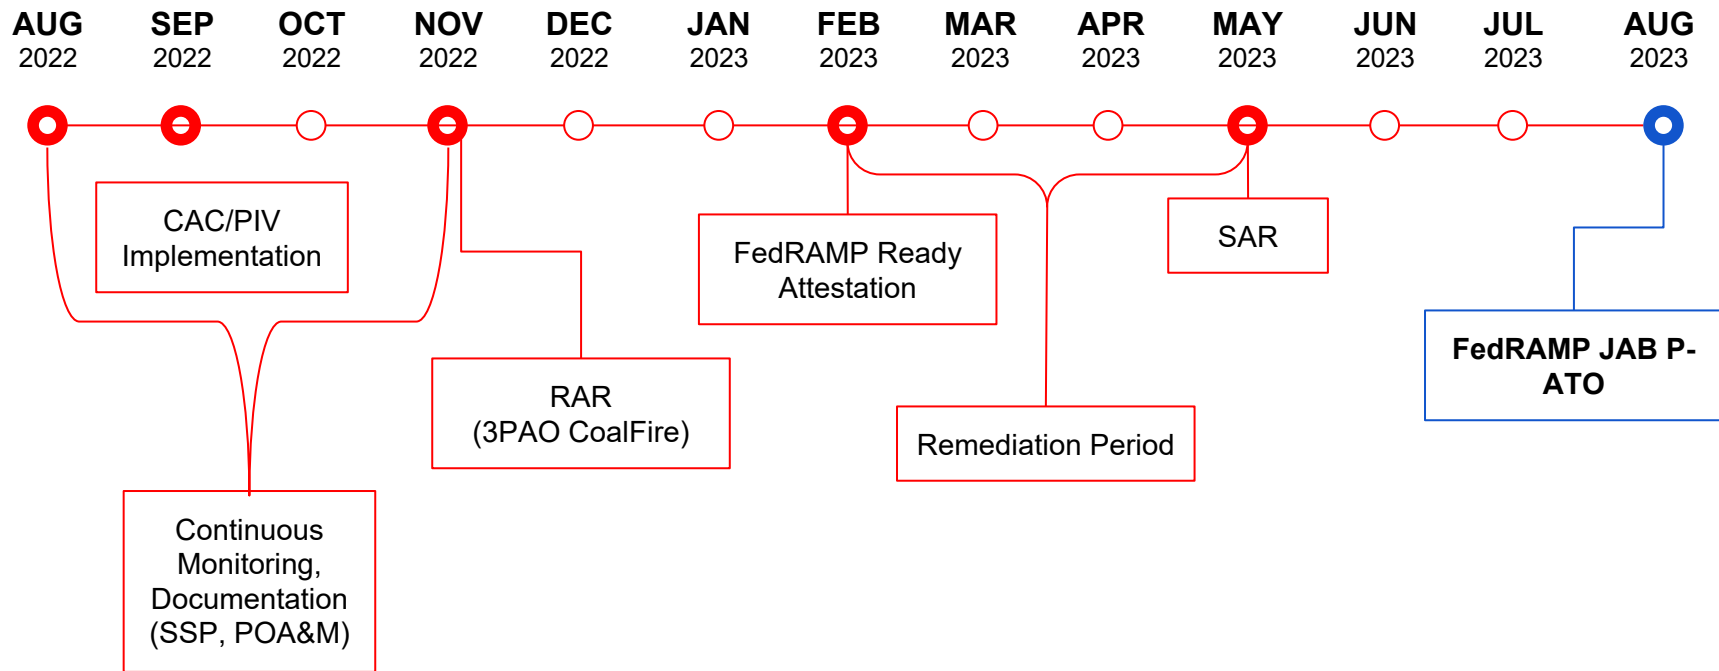 AUG SEP OCT NOV DEC JAN FEB MAR APR MAY JUN JUL AUG
2022 2022 2022 2022 2022 2023 2023 2023 2023 2023 2023 2023 2023
CAC/PIV
Implementation
FedRAMP Ready
Attestation
SAR
FedRAMP JAB P-
ATO
RAR
(3PAO CoalFire)
Remediation Period
Continuous
Monitoring,
Documentation
(SSP, POA&M)